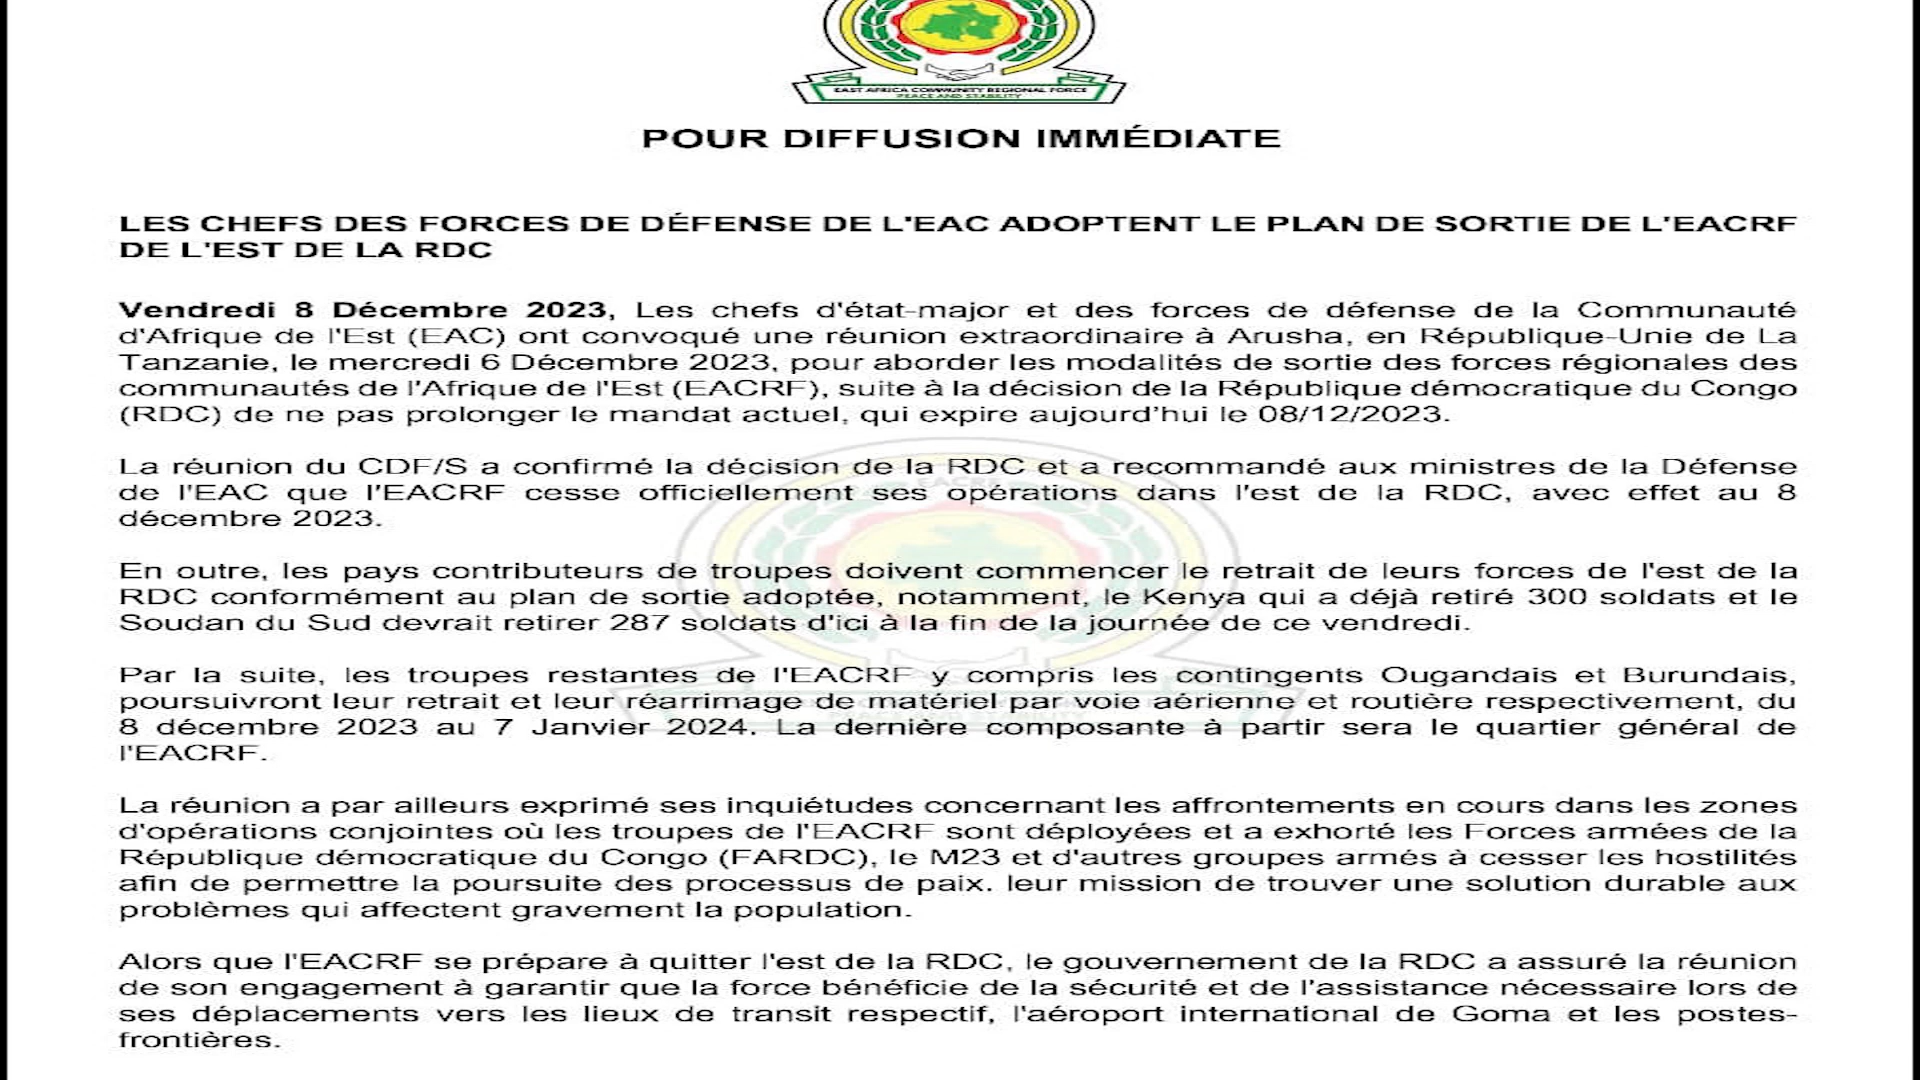 EAST AFRICA COMMUNITY REGIONAL FORCE
PEACE AND STABILITY
POUR DIFFUSION IMMÉDIATE
LES CHEFS DES FORCES DE DÉFENSE DE L'EAC ADOPTENT LE PLAN DE SORTIE DE L'EACRF
DE L'EST DE LA RDC
Vendredi 8 Décembre 2023, Les chefs d'état-major et des forces de défense de la Communauté
d'Afrique de l'Est (EAC) ont convoqué une réunion extraordinaire à Arusha, en République-Unie de La
Tanzanie, le mercredi 6 Décembre 2023, pour aborder les modalités de sortie des forces régionales des
communautés de l'Afrique de l'Est (EACRF), suite à la décision de la République démocratique du Congo
(RDC) de ne pas prolonger le mandat actuel, qui expire aujourd’hui le 08/12/2023.
La réunion du CDF/S a confirmé la décision de la RDC et a recommandé aux ministres de la Défense
de l'EAC que l'EACRF cesse officiellement ses opérations dans l'est de la RDC, avec effet au 8
décembre 2023.
En outre, les pays contributeurs de troupes doivent commencer le retrait de leurs forces de l'est de la
RDC conformément au plan de sortie adoptée, notamment, le Kenya qui a déjà retiré 300 soldats et le
Soudan du Sud devrait retirer 287 soldats d'ici à la fin de la journée de ce vendredi.
Par la suite, les troupes restantes de l'EACRF y compris les contingents Ougandais et Burundais,
poursuivront leur retrait et leur réarrimage de matériel par voie aérienne et routière respectivement, du
8 décembre 2023 au 7 Janvier 2024. La dernière composante à partir sera le quartier général de
l'EACRF.
La réunion a par ailleurs exprimé ses inquiétudes concernant les affrontements en cours dans les zones
d'opérations conjointes où les troupes de l'EACRF sont déployées et a exhorté les Forces armées de la
République démocratique du Congo (FARDC), le M23 et d'autres groupes armés à cesser les hostilités
afin de permettre la poursuite des processus de paix. leur mission de trouver une solution durable aux
problèmes qui affectent gravement la population.
Alors que l'EACRF se prépare à quitter l'est de la RDC, le gouvernement de la RDC a assuré la réunion
de son engagement à garantir que la force bénéficie de la sécurité et de l'assistance nécessaire lors de
ses déplacements vers les lieux de transit respectif, l'aéroport international de Goma et les postes-
frontières.